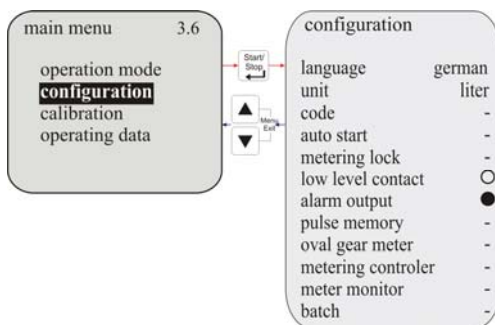 main menu 3.6
operation mode
configuration
calibration
operating data
Start/
Stop
Menu
Exit
configuration
language german
unit liter
code -
auto start -
metering lock -
low level contact
alarm output
pulse memory -
oval gear meter -
metering controler -
meter monitor -
batch -